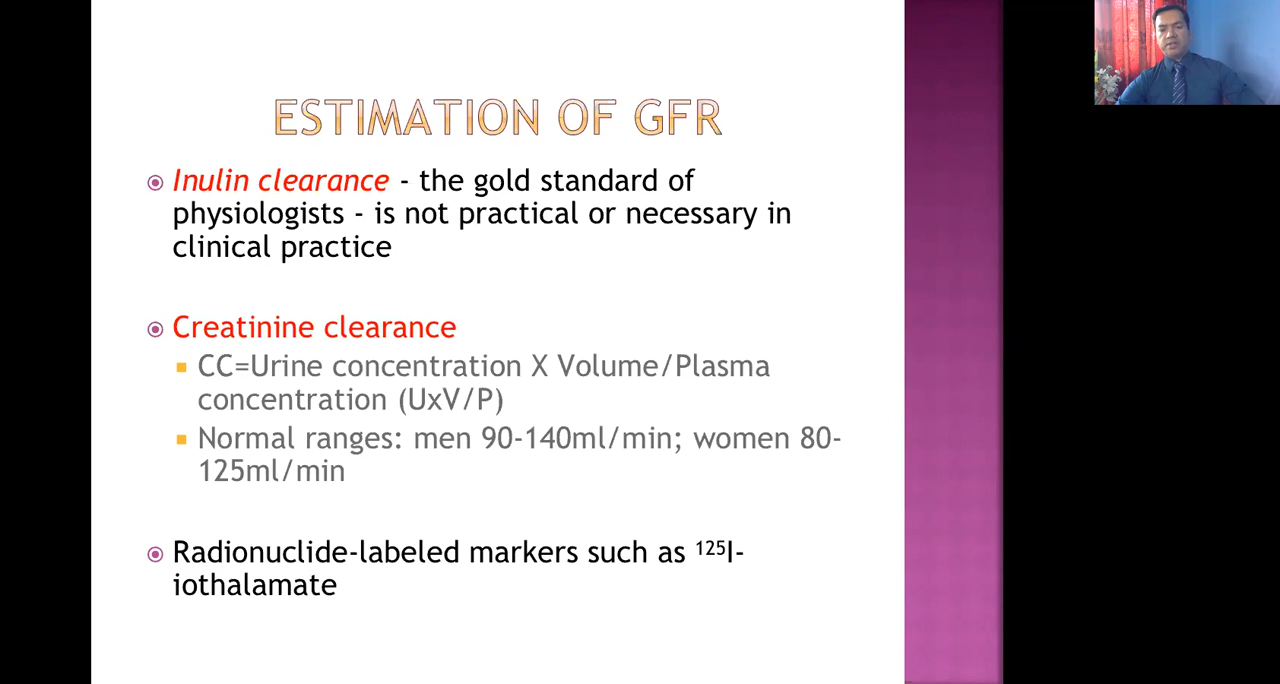 ESTIMATION OF GFR
Inulin clearance - the gold standard of
physiologists - is not practical or necessary in
clinical practice
Creatinine clearance
CC=Urine concentration X Volume/Plasma
concentration (UxV/P)
Normal ranges: men 90-140ml/min; women 80-
125ml/min
Radionuclide-labeled markers such as ¹²⁵I-
iothalamate